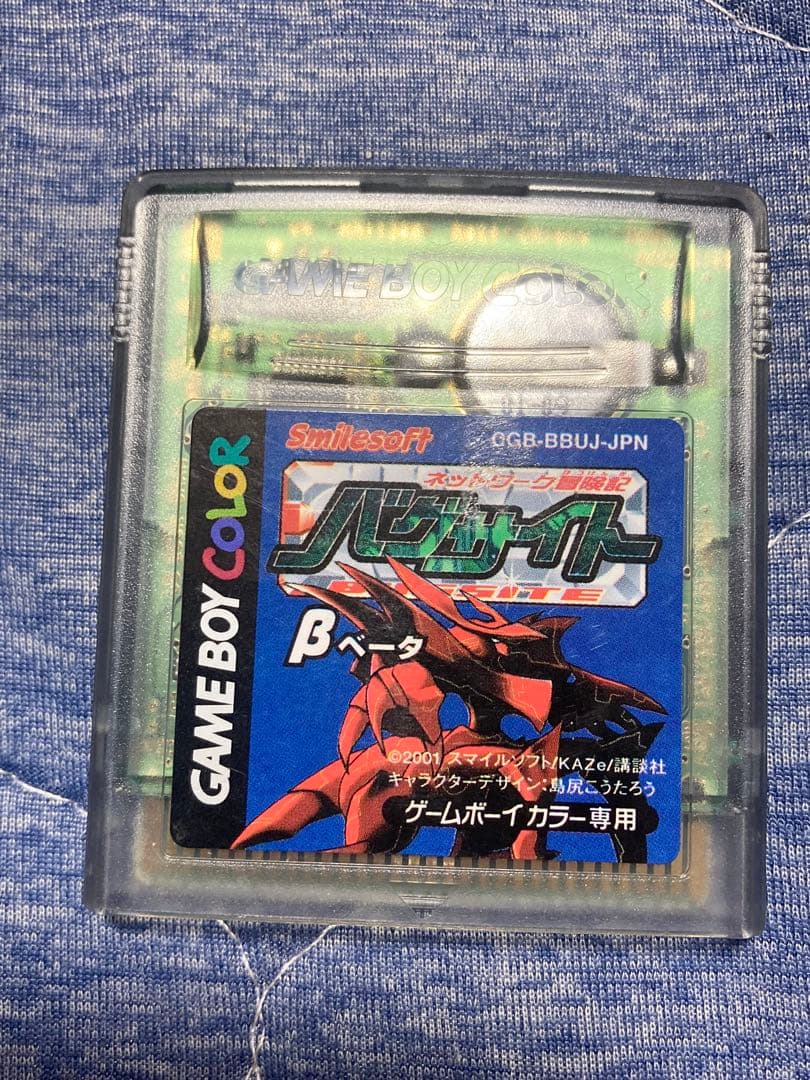 GAME BOY COLOR
GAME BOY COLOR
Smilesoft
CGB-BBUJ-JPN
ネットワーク冒険記
バグサイト
BUGSITE
βベータ
©2001 スマイルソフト/KAZe/講談社
キャラクターデザイン:島尻こうたろう
ゲームボーイ カラー専用